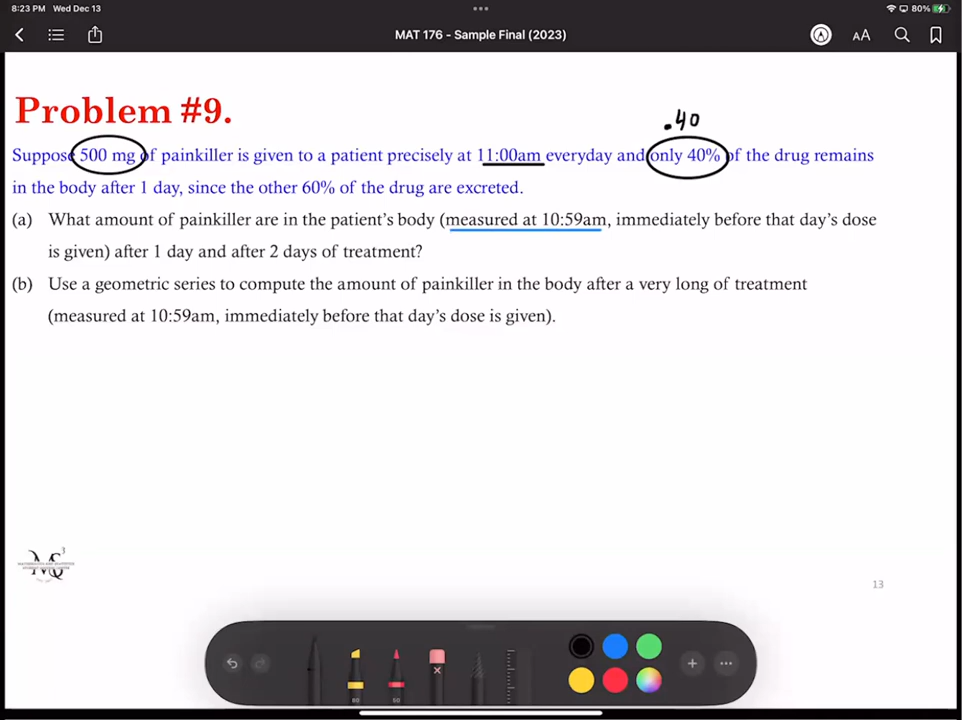 8:23 PM Wed Dec 13
80%
MAT 176 - Sample Final (2023)
AA
Problem #9.
.40
Suppose 500 mg of painkiller is given to a patient precisely at 11:00am everyday and only 40% of the drug remains
in the body after 1 day, since the other 60% of the drug are excreted.
(a) What amount of painkiller are in the patient's body (measured at 10:59am, immediately before that day's dose
is given) after 1 day and after 2 days of treatment?
(b) Use a geometric series to compute the amount of painkiller in the body after a very long of treatment
(measured at 10:59am, immediately before that day's dose is given).
3
13
80
50